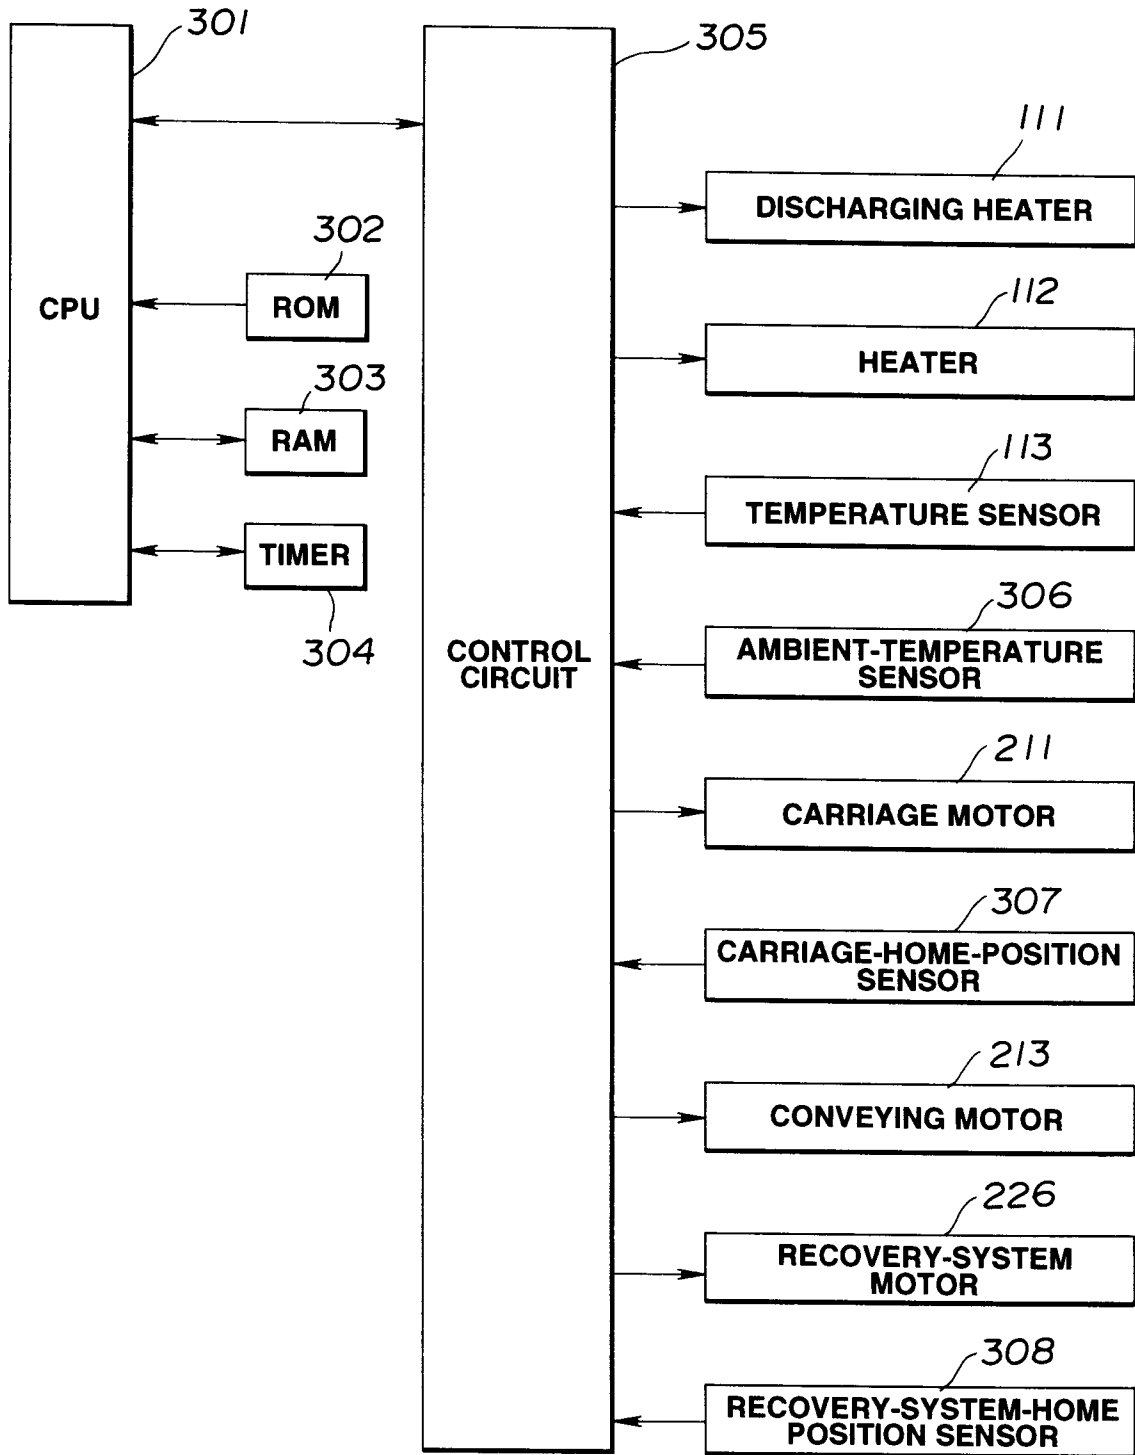 301
305
111
DISCHARGING HEATER
302
CPU
ROM
112
HEATER
303
RAM
113
TEMPERATURE SENSOR
TIMER
304
306
AMBIENT-TEMPERATURE
SENSOR
CONTROL
CIRCUIT
211
CARRIAGE MOTOR
307
CARRIAGE-HOME-POSITION
SENSOR
213
CONVEYING MOTOR
226
RECOVERY-SYSTEM
MOTOR
308
RECOVERY-SYSTEM-HOME
POSITION SENSOR